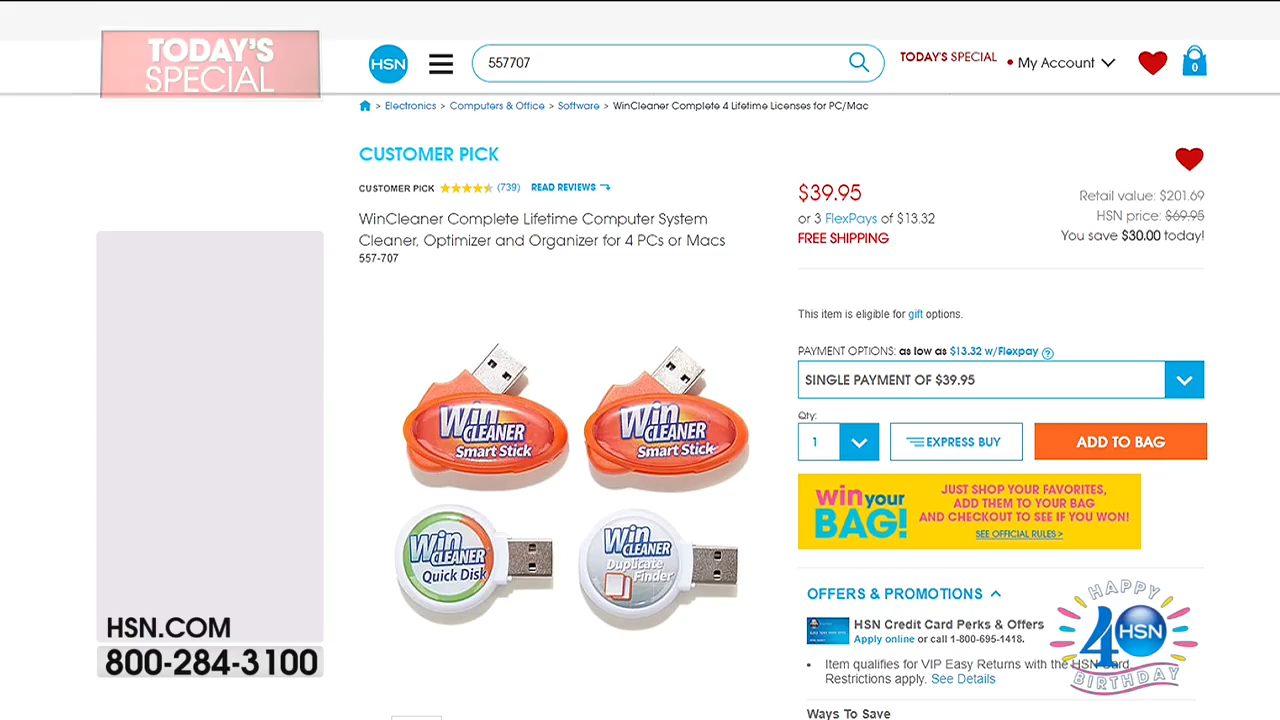 TODAY'S
SPECIAL
HSN
557707
TODAY'S SPECIAL
My Account
0
> Electronics > Computers & Office > Software > WinCleaner Complete 4 Lifetime Licenses for PC/Mac
CUSTOMER PICK
CUSTOMER PICK (739) READ REVIEWS
WinCleaner Complete Lifetime Computer System
Cleaner, Optimizer and Organizer for 4 PCs or Macs
557-707
$39.95
or 3 FlexPays of $13.32
FREE SHIPPING
Retail value: $201.69
HSN price: $69.95
You save $30.00 today!
This item is eligible for gift options.
PAYMENT OPTIONS: as low as $13.32 w/Flexpay ?
SINGLE PAYMENT OF $39.95
Qty:
1
EXPRESS BUY
ADD TO BAG
Win
CLEANER
Smart Stick
Win
CLEANER
Smart Stick
Win
CLEANER
Quick Disk
Win
CLEANER
Duplicate
Finder
win your
BAG!
JUST SHOP YOUR FAVORITES,
ADD THEM TO YOUR BAG
AND CHECKOUT TO SEE IF YOU WON!
SEE OFFICIAL RULES >
OFFERS & PROMOTIONS
HSN Credit Card Perks & Offers
Apply online or call 1-800-695-1418.
• Item qualifies for VIP Easy Returns with the HSN Card.
Restrictions apply. See Details
Ways To Save
HAPPY
40
HSN
BIRTHDAY
HSN.COM
800-284-3100